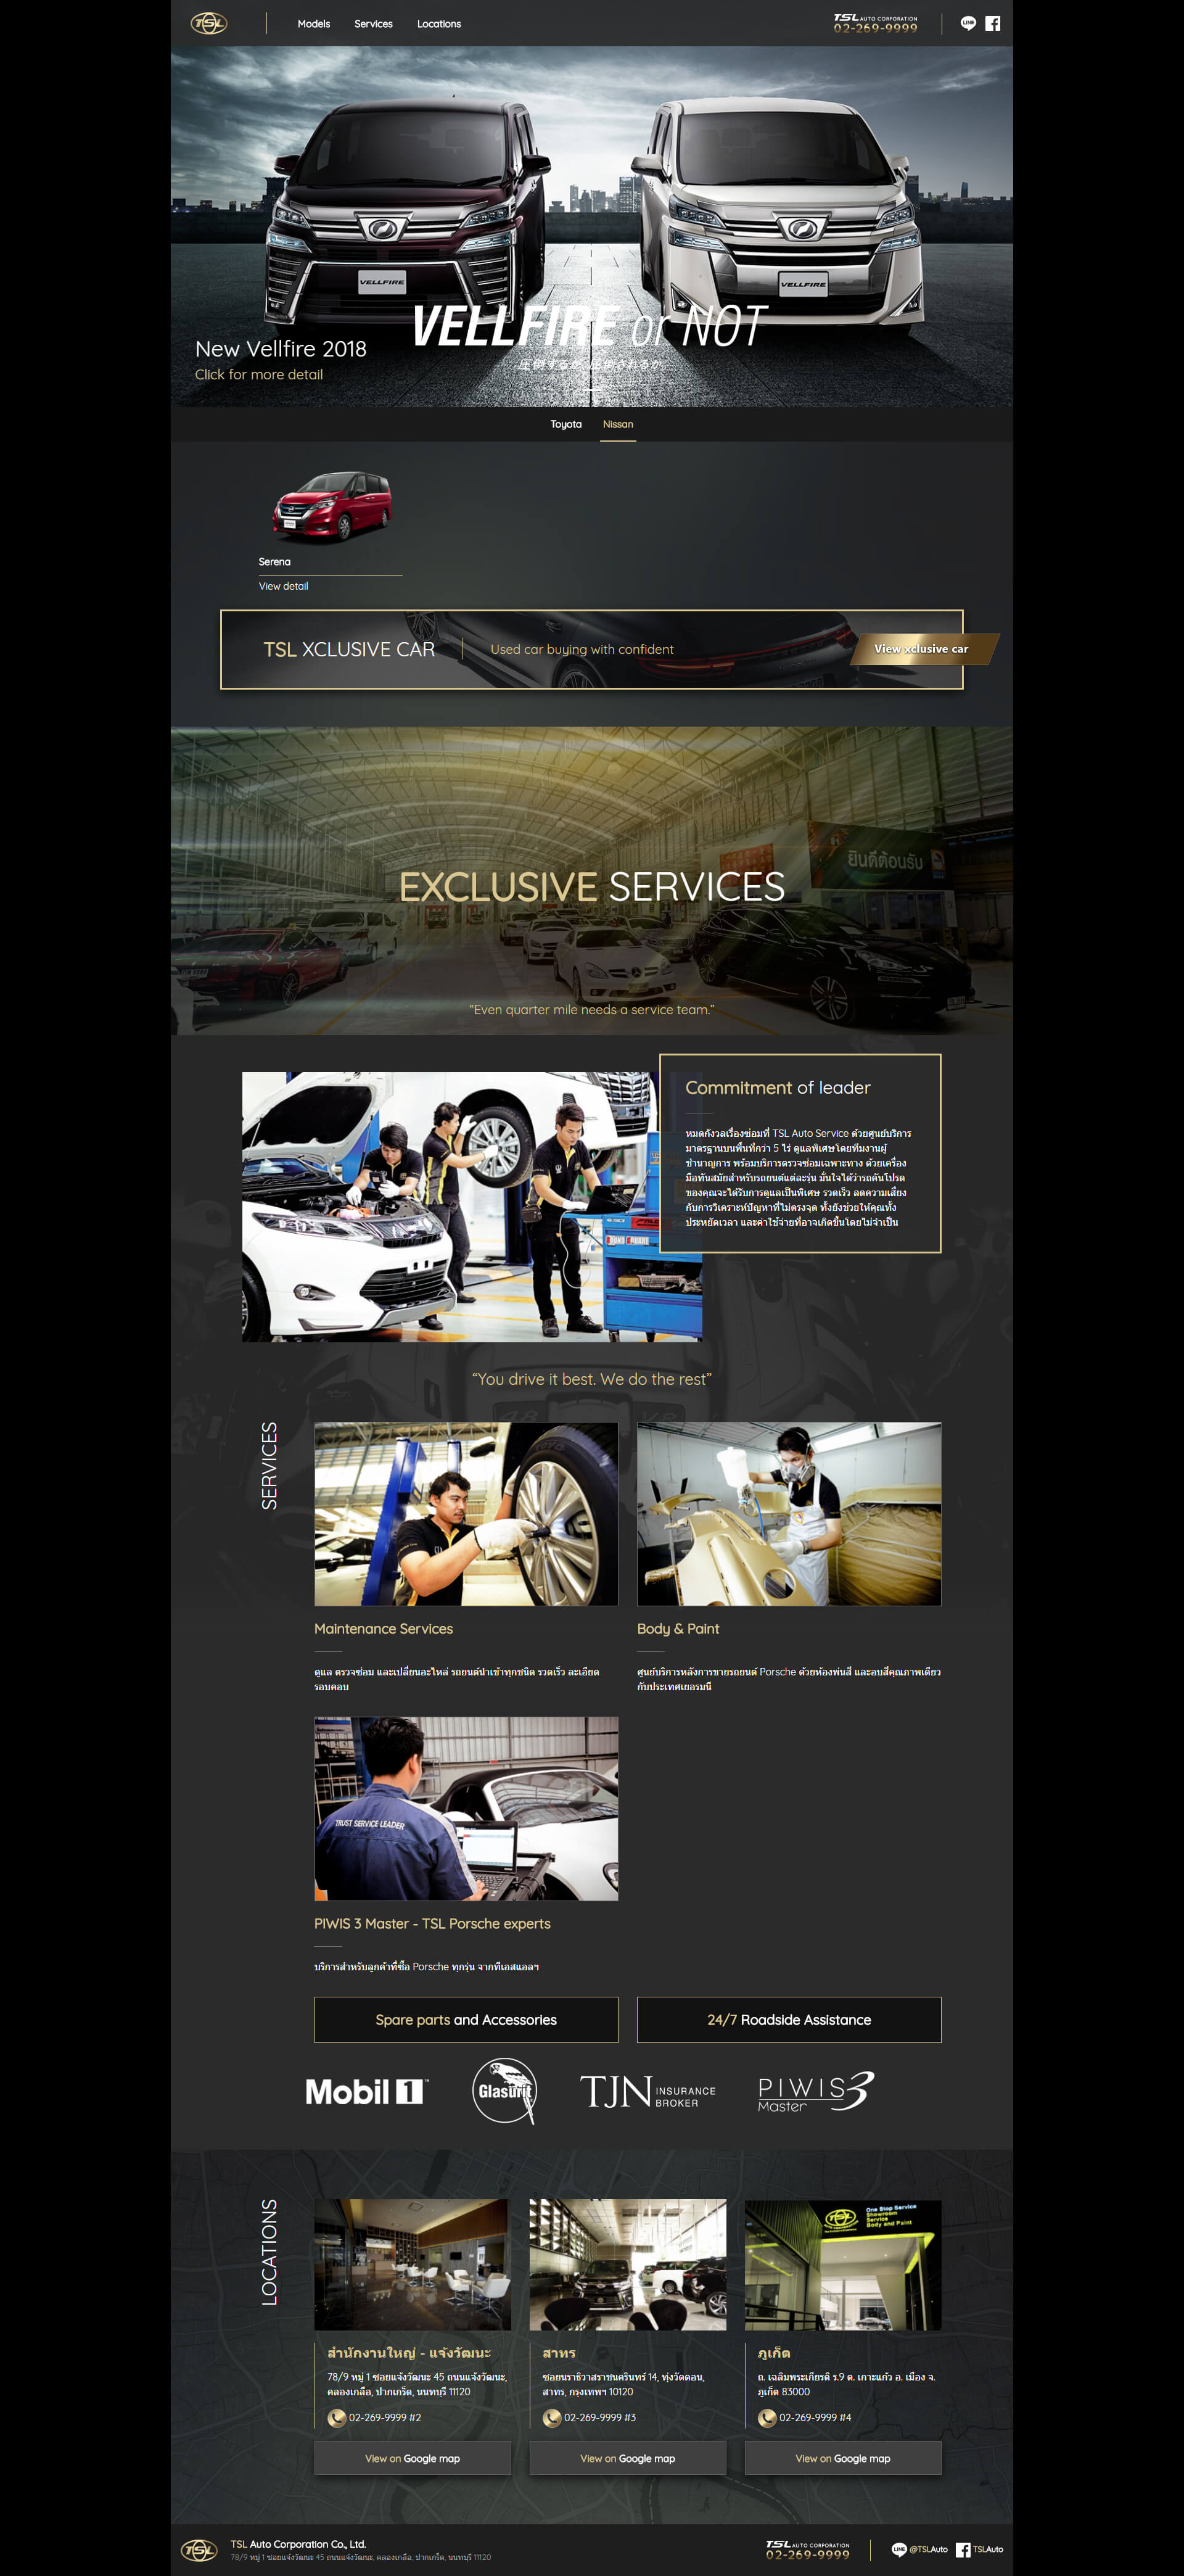 TSL
Models
Services
Locations
TSL AUTO CORPORATION
02-269-9999
LINE
VELLFIRE
VELLFIRE
VELLFIRE or NOT
New Vellfire 2018
Click for more detail
Toyota
Nissan
Serena
View detail
TSL XCLUSIVE CAR
Used car buying with confident
View xclusive car
ยินดีต้อนรับ
EXCLUSIVE SERVICES
“Even quarter mile needs a service team.”
Commitment of leader
หมดกังวลเรื่องซ่อมที่ TSL Auto Service ด้วยศูนย์บริการ
มาตรฐานบนพื้นที่กว่า 5 ไร่ ดูแลพิเศษโดยทีมงานผู้
ชำนาญการ พร้อมบริการตรวจซ่อมเฉพาะทาง ด้วยเครื่อง
มือทันสมัยสำหรับรถยนต์แต่ละรุ่น มั่นใจได้ว่ารถคันโปรด
ของคุณจะได้รับการดูแลเป็นพิเศษ รวดเร็ว ลดความเสี่ยง
กับการวิเคราะห์ปัญหาที่ไม่ตรงจุด ทั้งยังช่วยให้คุณทั้ง
ประหยัดเวลา และค่าใช้จ่ายที่อาจเกิดขึ้นโดยไม่จำเป็น
“You drive it best. We do the rest”
SERVICES
Maintenance Services
ดูแล ตรวจซ่อม และเปลี่ยนอะไหล่ รถยนต์นำเข้าทุกชนิด รวดเร็ว ละเอียด
รอบคอบ
Body & Paint
ศูนย์บริการหลังการขายรถยนต์ Porsche ด้วยห้องพ่นสี และอบสีคุณภาพเดียว
กับประเทศเยอรมนี
TRUST SERVICE LEADER
PIWIS 3 Master - TSL Porsche experts
บริการสำหรับลูกค้าที่ซื้อ Porsche ทุกรุ่น จากทีเอสแอลฯ
Spare parts and Accessories
24/7 Roadside Assistance
Mobil 1™
Glasurit
TJN INSURANCE
BROKER
PIWIS 3
Master
LOCATIONS
One Stop Service
Showroom
Service
Body and Paint
สำนักงานใหญ่ - แจ้งวัฒนะ
78/9 หมู่ 1 ซอยแจ้งวัฒนะ 45 ถนนแจ้งวัฒนะ,
คลองเกลือ, ปากเกร็ด, นนทบุรี 11120
02-269-9999 #2
View on Google map
สาทร
ซอยนราธิวาสราชนครินทร์ 14, ทุ่งวัดดอน,
สาทร, กรุงเทพฯ 10120
02-269-9999 #3
View on Google map
ภูเก็ต
ถ. เฉลิมพระเกียรติ ร.9 ต. เกาะแก้ว อ. เมือง จ.
ภูเก็ต 83000
02-269-9999 #4
View on Google map
TSL
TSL Auto Corporation Co., Ltd.
78/9 หมู่ 1 ซอยแจ้งวัฒนะ 45 ถนนแจ้งวัฒนะ, คลองเกลือ, ปากเกร็ด, นนทบุรี 11120
TSL AUTO CORPORATION
02-269-9999
LINE
@TSLAuto
TSLAuto